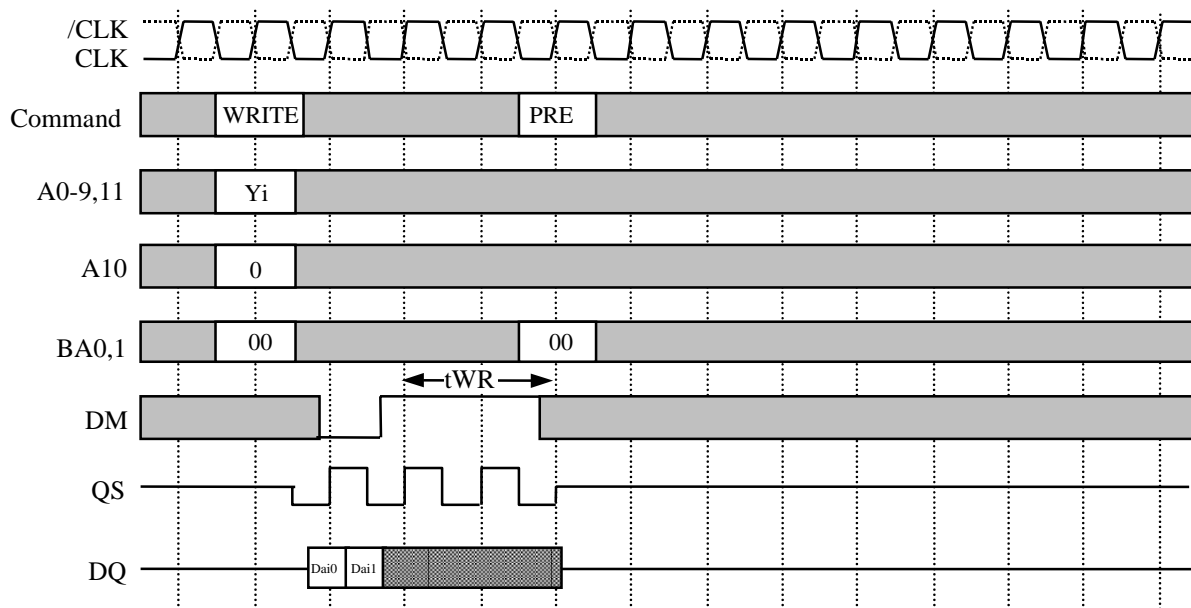 /CLK
CLK
Command WRITE PRE
A0-9,11 Yi
A10 0
BA0,1 00 00
tWR
DM
QS
DQ Dai0 Dai1